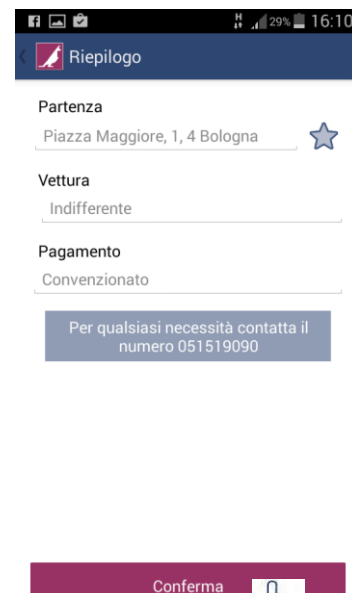 H 29% 16:10
Riepilogo
Partenza
Piazza Maggiore, 1, 4 Bologna
Vettura
Indifferente
Pagamento
Convenzionato
Per qualsiasi necessità contatta il
numero 051519090
Conferma